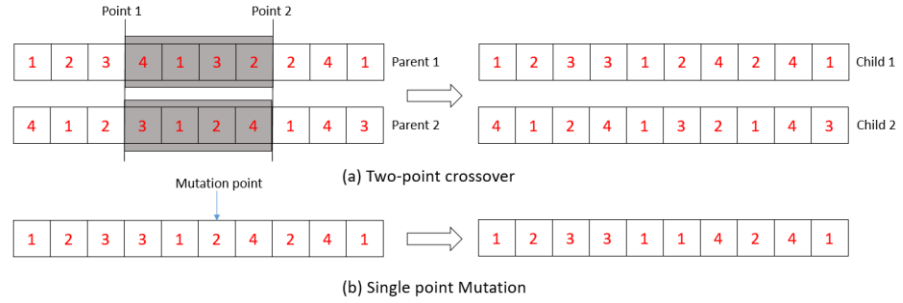 Point 1 Point 2
1 2 3 4 1 3 2 2 4 1 Parent 1 1 2 3 3 1 2 4 2 4 1 Child 1
4 1 2 3 1 2 4 1 4 3 Parent 2 4 1 2 4 1 3 2 1 4 3 Child 2
(a) Two-point crossover
Mutation point
1 2 3 3 1 2 4 2 4 1 1 2 3 3 1 1 4 2 4 1
(b) Single point Mutation